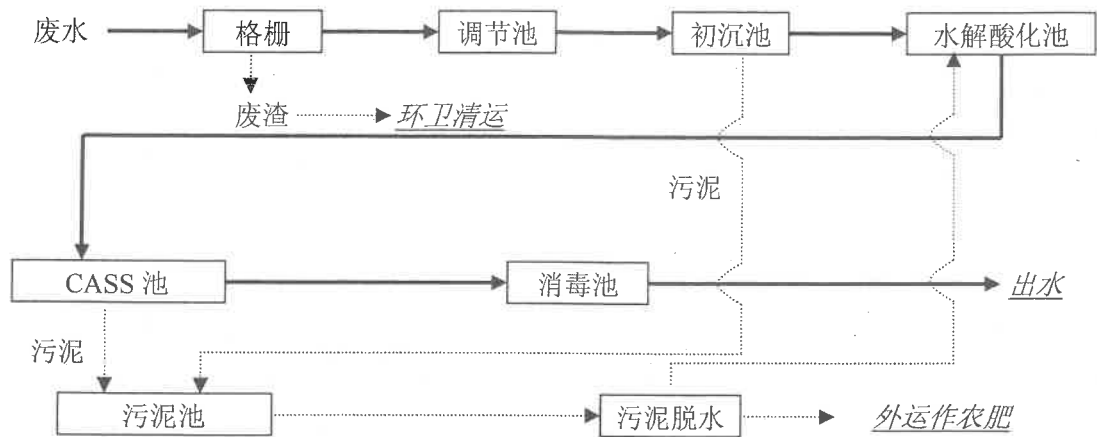 废水 格栅 调节池 初沉池 水解酸化池
废渣 环卫清运
污泥
CASS 池 消毒池 出水
污泥
污泥池 污泥脱水 外运作农肥